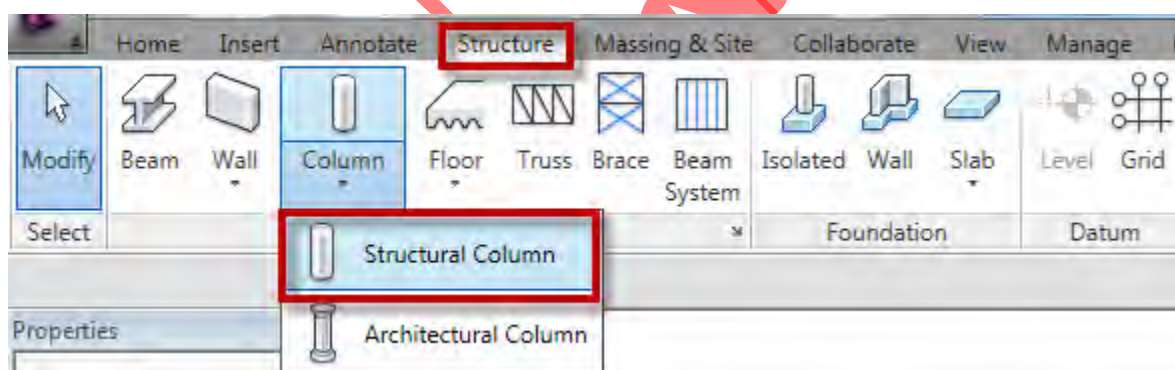 Home Insert Annotate Structure Massing & Site Collaborate View Manage
Modify Beam Wall Column Floor Truss Brace Beam System Isolated Wall Slab Level Grid
Select Foundation Datum
Structural Column
Properties
Architectural Column